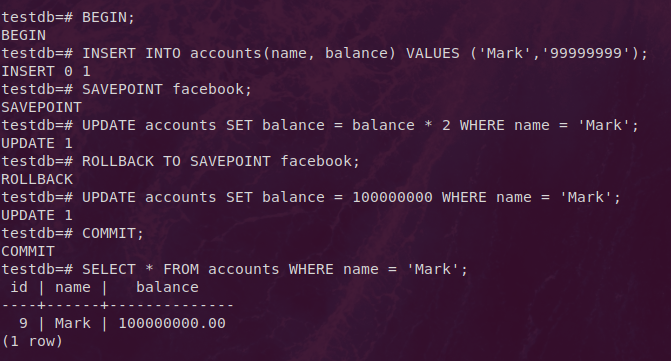 testdb=# BEGIN;
BEGIN
testdb=# INSERT INTO accounts(name, balance) VALUES ('Mark','99999999');
INSERT 0 1
testdb=# SAVEPOINT facebook;
SAVEPOINT
testdb=# UPDATE accounts SET balance = balance * 2 WHERE name = 'Mark';
UPDATE 1
testdb=# ROLLBACK TO SAVEPOINT facebook;
ROLLBACK
testdb=# UPDATE accounts SET balance = 100000000 WHERE name = 'Mark';
UPDATE 1
testdb=# COMMIT;
COMMIT
testdb=# SELECT * FROM accounts WHERE name = 'Mark';
 id | name |   balance
----+------+--------------
  9 | Mark | 100000000.00
(1 row)